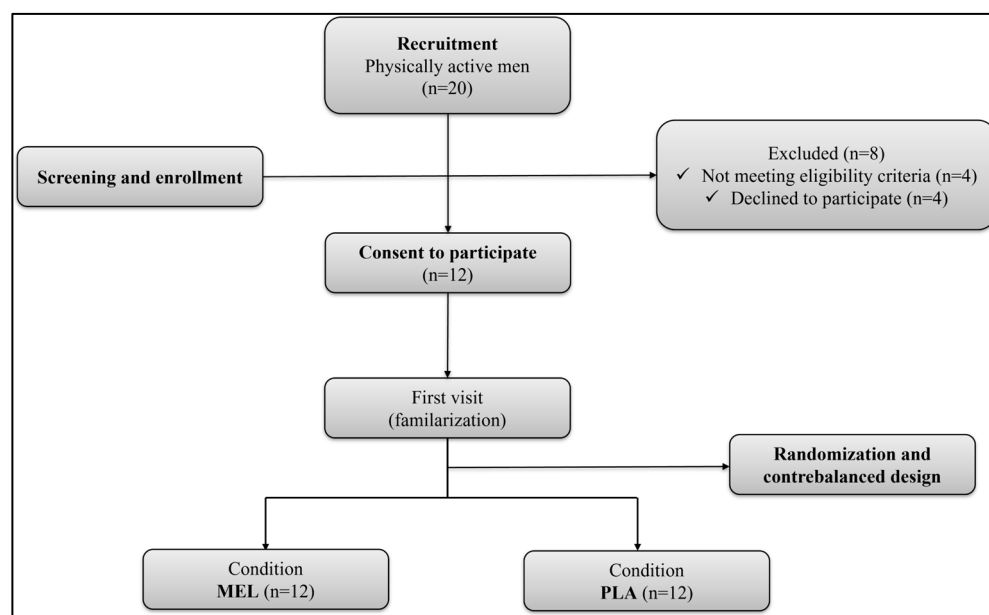 Recruitment
Physically active men
(n=20)
Screening and enrollment
Excluded (n=8)
✓ Not meeting eligibility criteria (n=4)
✓ Declined to participate (n=4)
Consent to participate
(n=12)
First visit
(familarization)
Randomization and
contrebalanced design
Condition
MEL (n=12)
Condition
PLA (n=12)